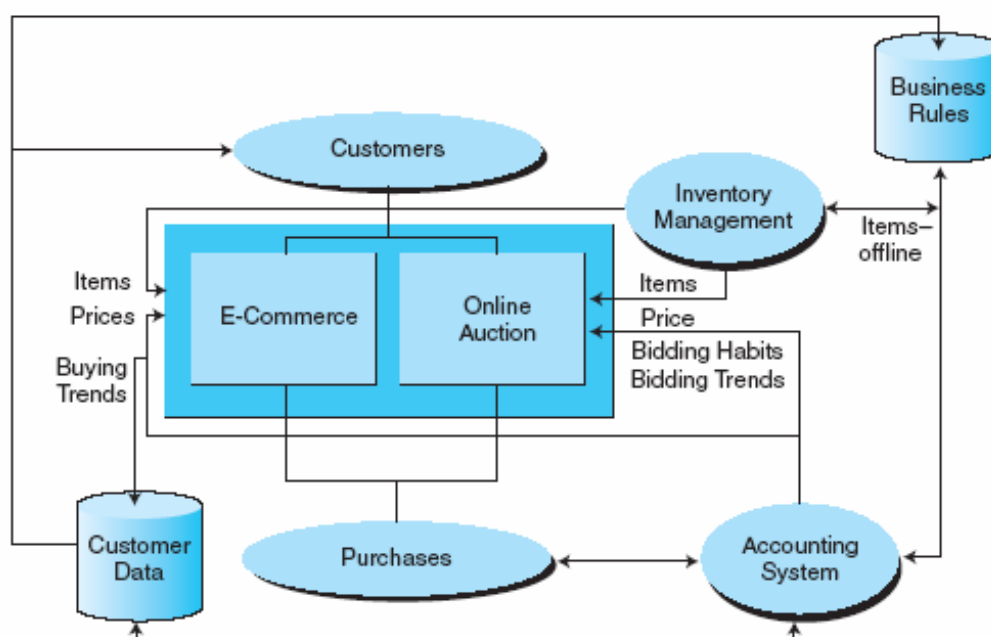 Business
Rules
Customers
Inventory
Management
Items–
offline
Items
Prices
Buying
Trends
E-Commerce
Online
Auction
Items
Price
Bidding Habits
Bidding Trends
Customer
Data
Purchases
Accounting
System